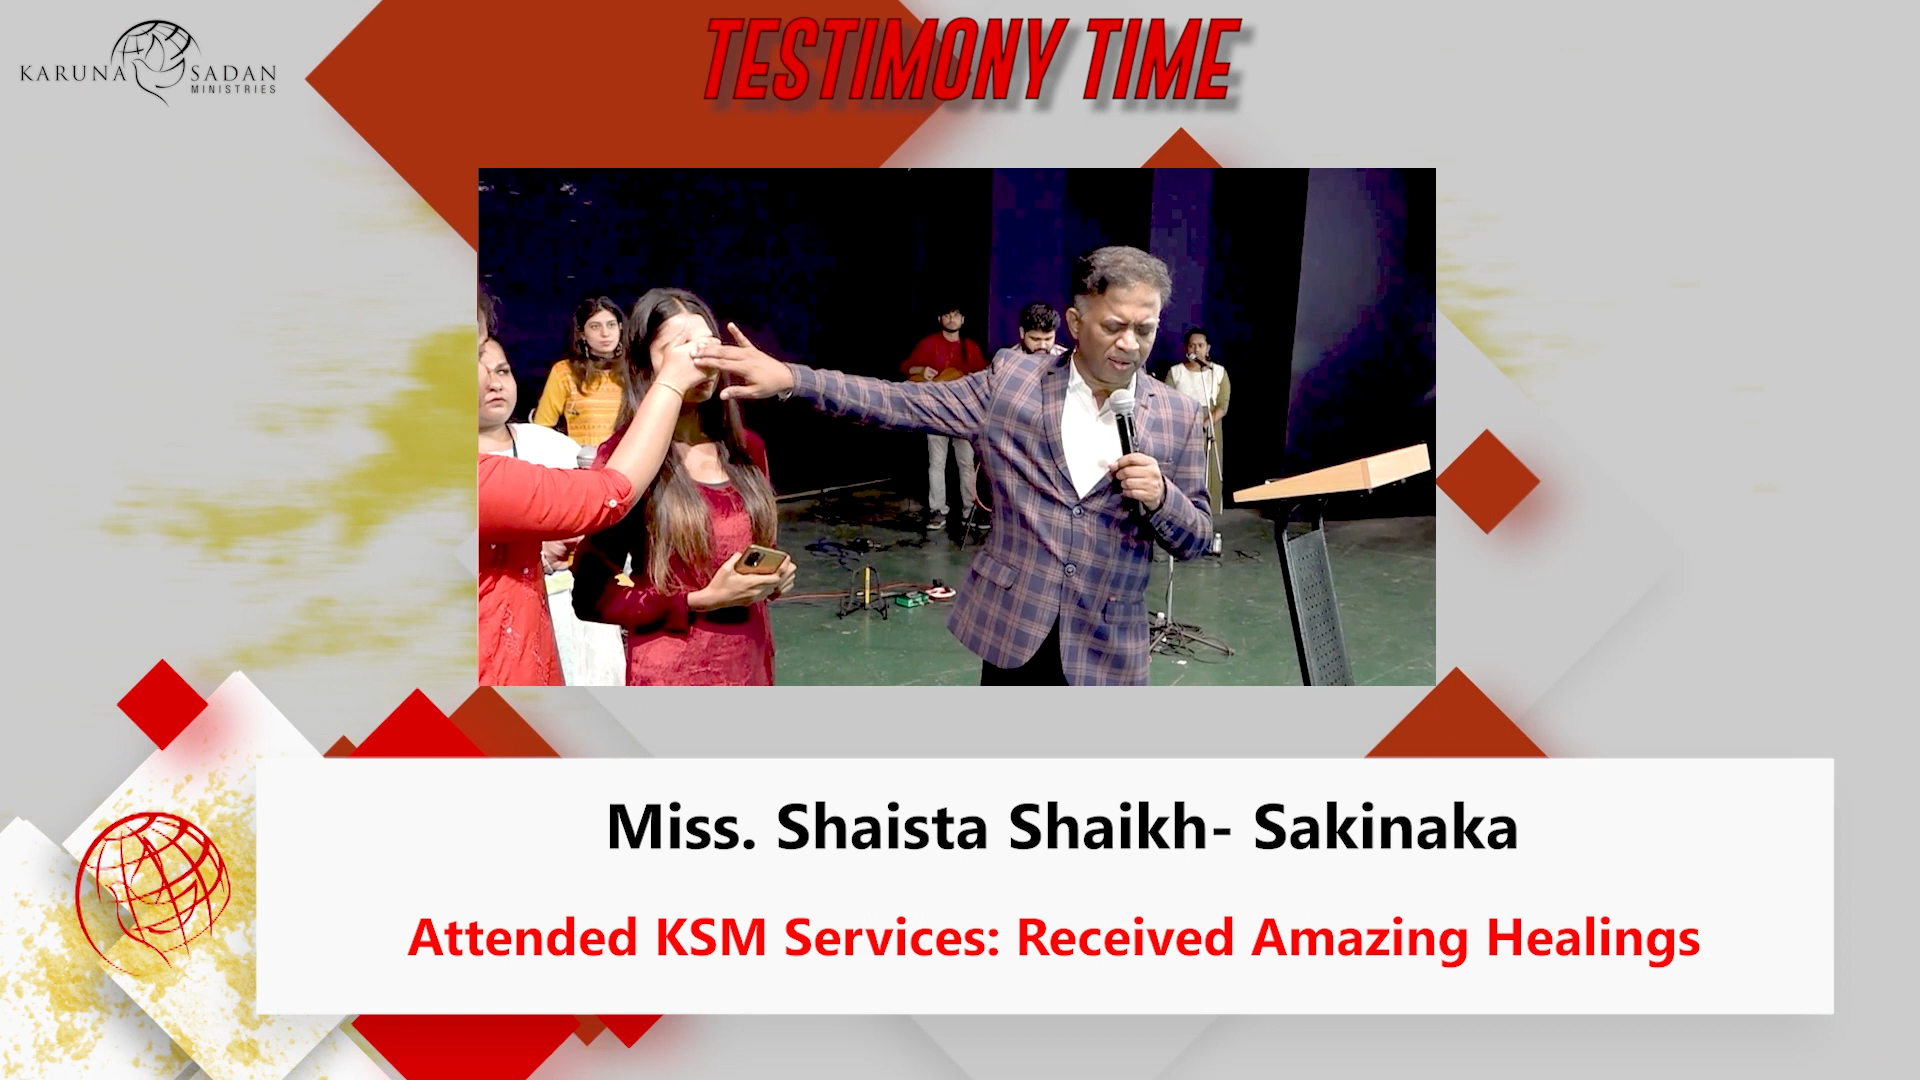 KARUNA SADAN
MINISTRIES
TESTIMONY TIME
Miss. Shaista Shaikh- Sakinaka
Attended KSM Services: Received Amazing Healings